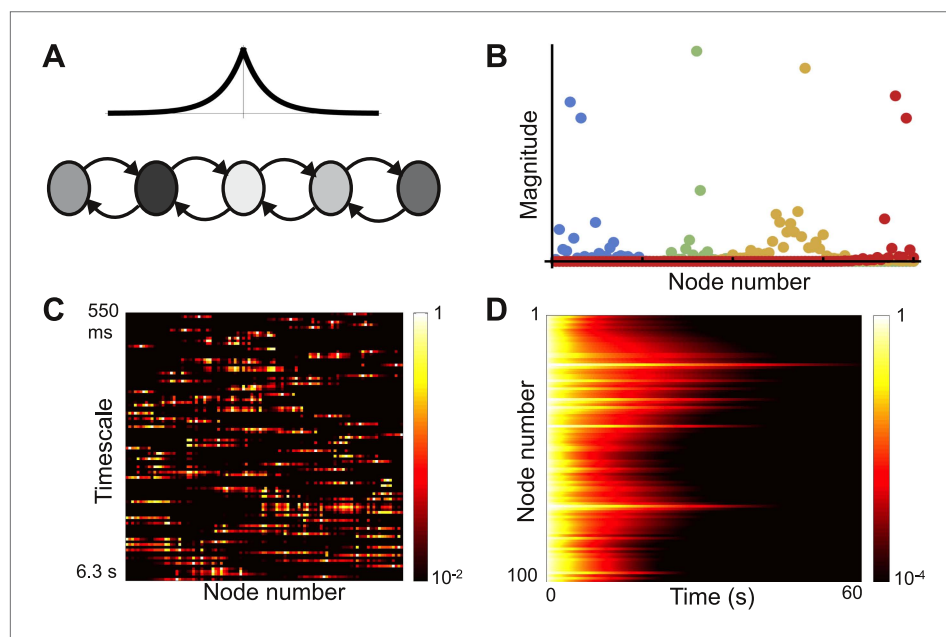 A
B
Magnitude
Node number
C
550
ms
Timescale
6.3 s
Node number
1
10-2
D
1
Node number
100
0
Time (s)
60
1
10-4